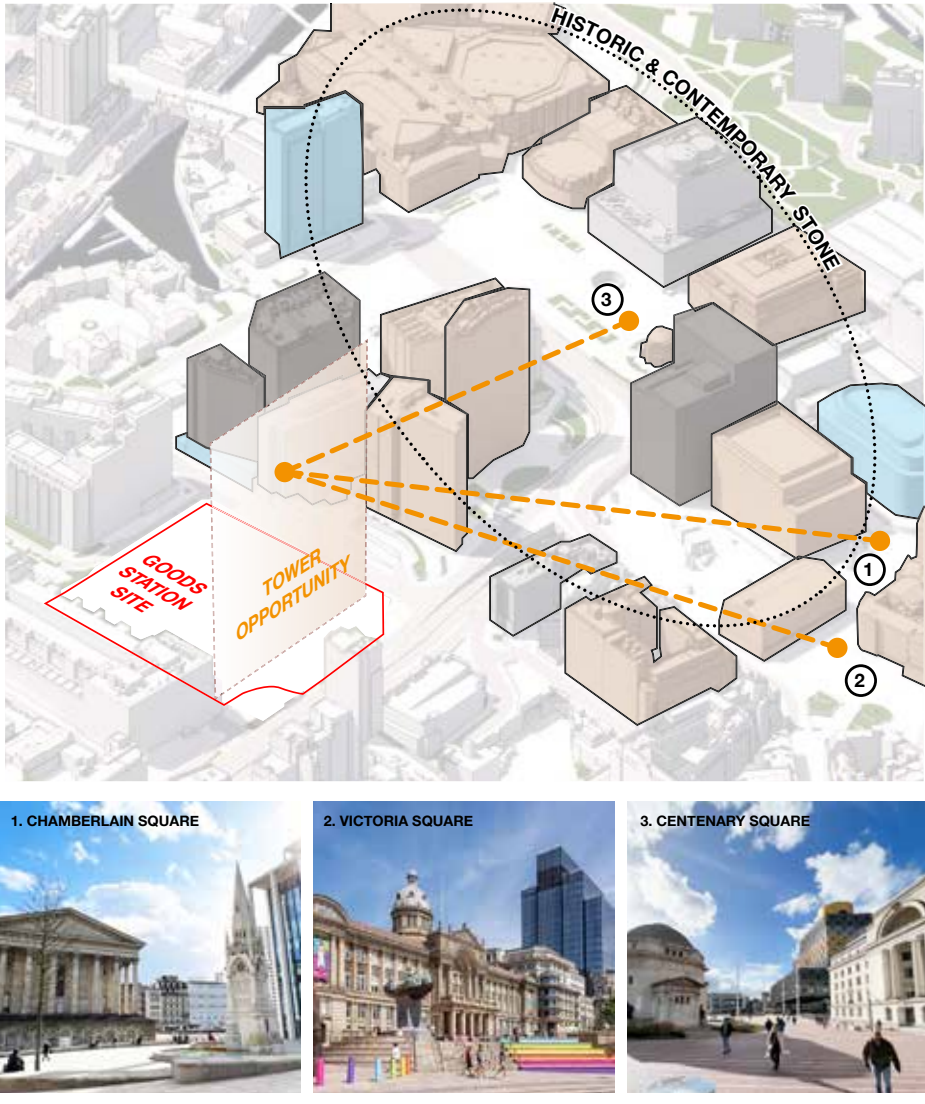 HISTORIC & CONTEMPORARY STONE
3
1
2
GOODS
STATION
SITE
TOWER
OPPORTUNITY
1. CHAMBERLAIN SQUARE
2. VICTORIA SQUARE
3. CENTENARY SQUARE